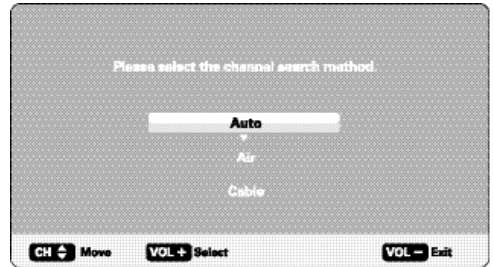 Please select the channel search method.
Auto
Air
Cable
CH Move VOL + Select VOL − Exit